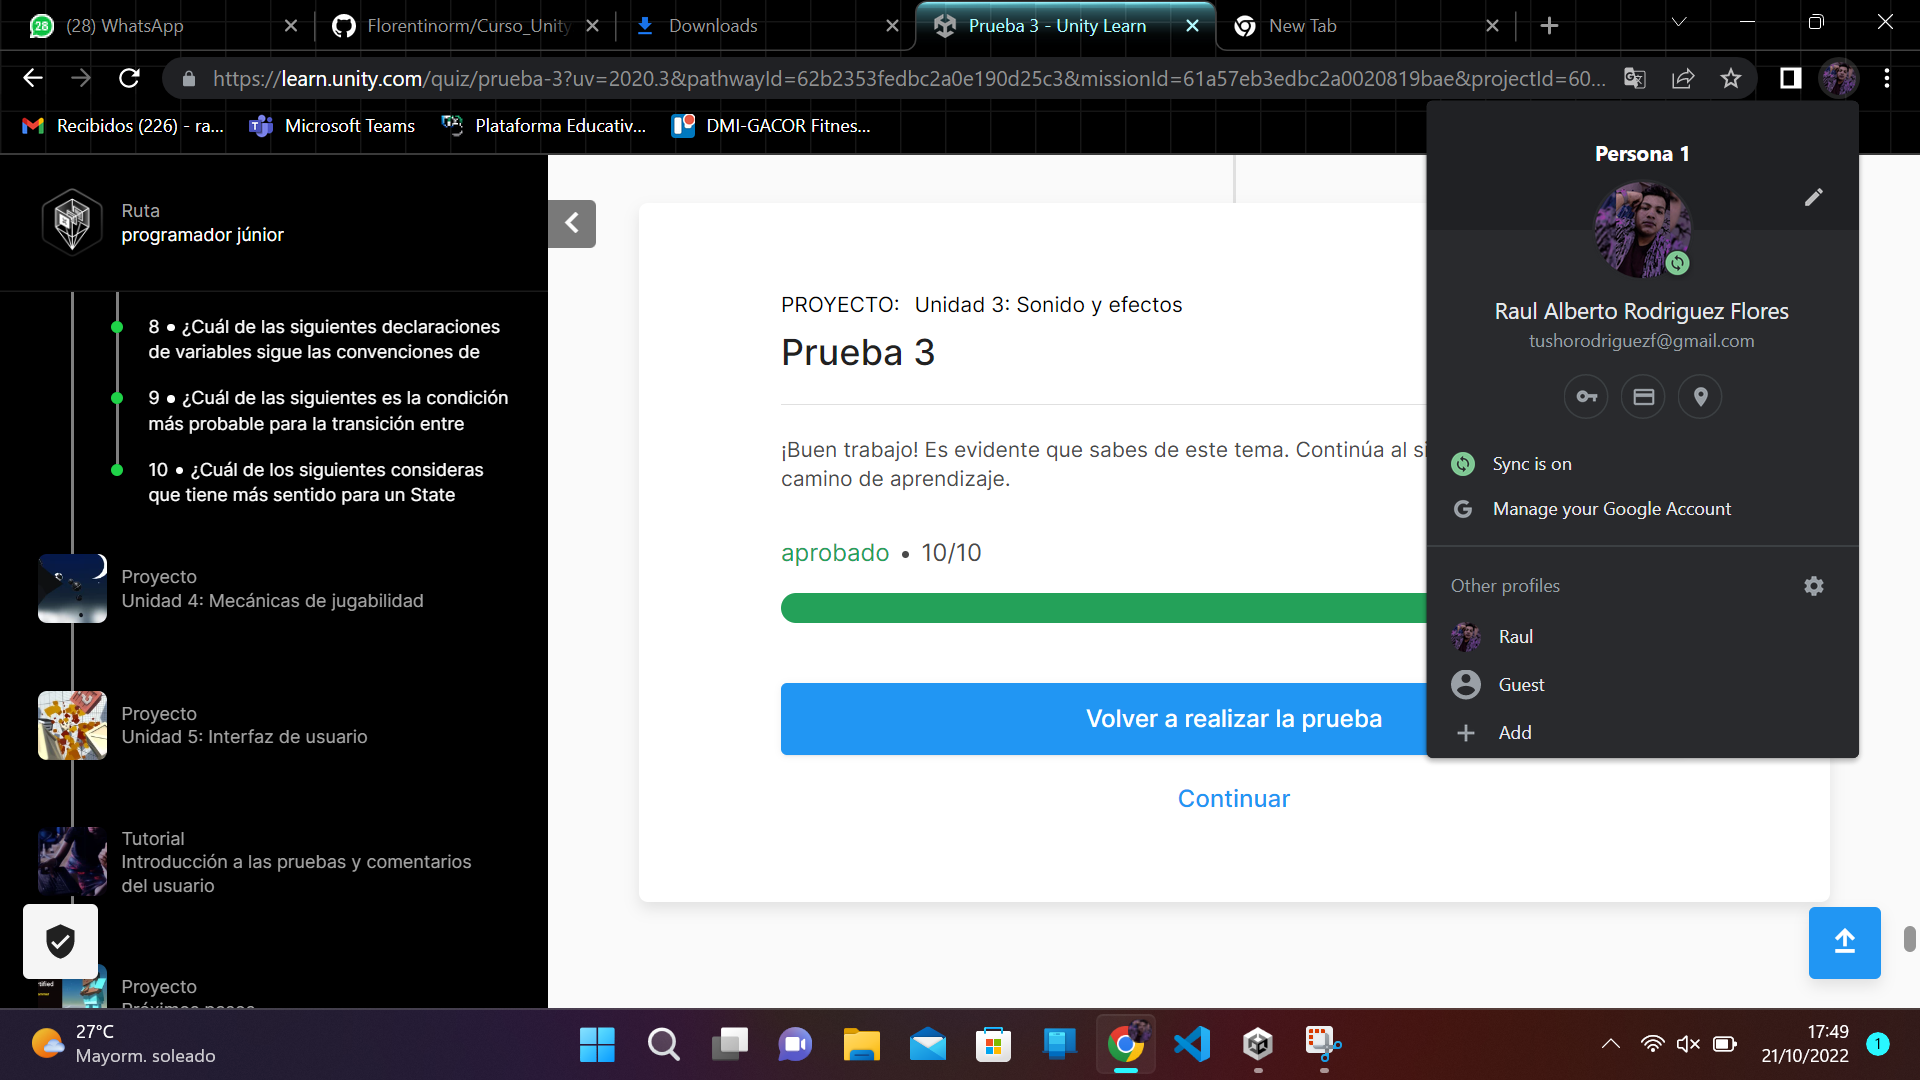 28
(28) WhatsApp
Florentinorm/Curso_Unity
Downloads
Prueba 3 - Unity Learn
New Tab
https://learn.unity.com/quiz/prueba-3?uv=2020.3&pathwayId=62b2353fedbc2a0e190d25c3&missionId=61a57eb3edbc2a0020819bae&projectId=60...
Recibidos (226) - ra...
Microsoft Teams
Plataforma Educativ...
DMI-GACOR Fitnes...
Ruta
programador júnior
8 • ¿Cuál de las siguientes declaraciones
de variables sigue las convenciones de
9 • ¿Cuál de las siguientes es la condición
más probable para la transición entre
10 • ¿Cuál de los siguientes consideras
que tiene más sentido para un State
Proyecto
Unidad 4: Mecánicas de jugabilidad
Proyecto
Unidad 5: Interfaz de usuario
Tutorial
Introducción a las pruebas y comentarios
del usuario
Proyecto
Próximos pasos
PROYECTO: Unidad 3: Sonido y efectos
Prueba 3
¡Buen trabajo! Es evidente que sabes de este tema. Continúa al si
camino de aprendizaje.
aprobado • 10/10
Volver a realizar la prueba
Continuar
Persona 1
Raul Alberto Rodriguez Flores
tushorodriguezf@gmail.com
Sync is on
Manage your Google Account
Other profiles
Raul
Guest
Add
27°C
Mayorm. soleado
17:49
21/10/2022
1